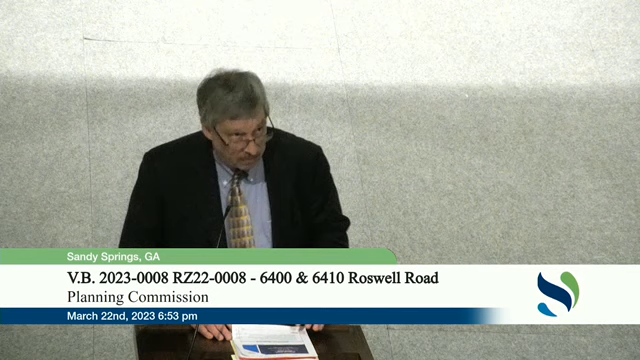 Sandy Springs, GA
V.B. 2023-0008 RZ22-0008 - 6400 & 6410 Roswell Road
Planning Commission
March 22nd, 2023 6:53 pm